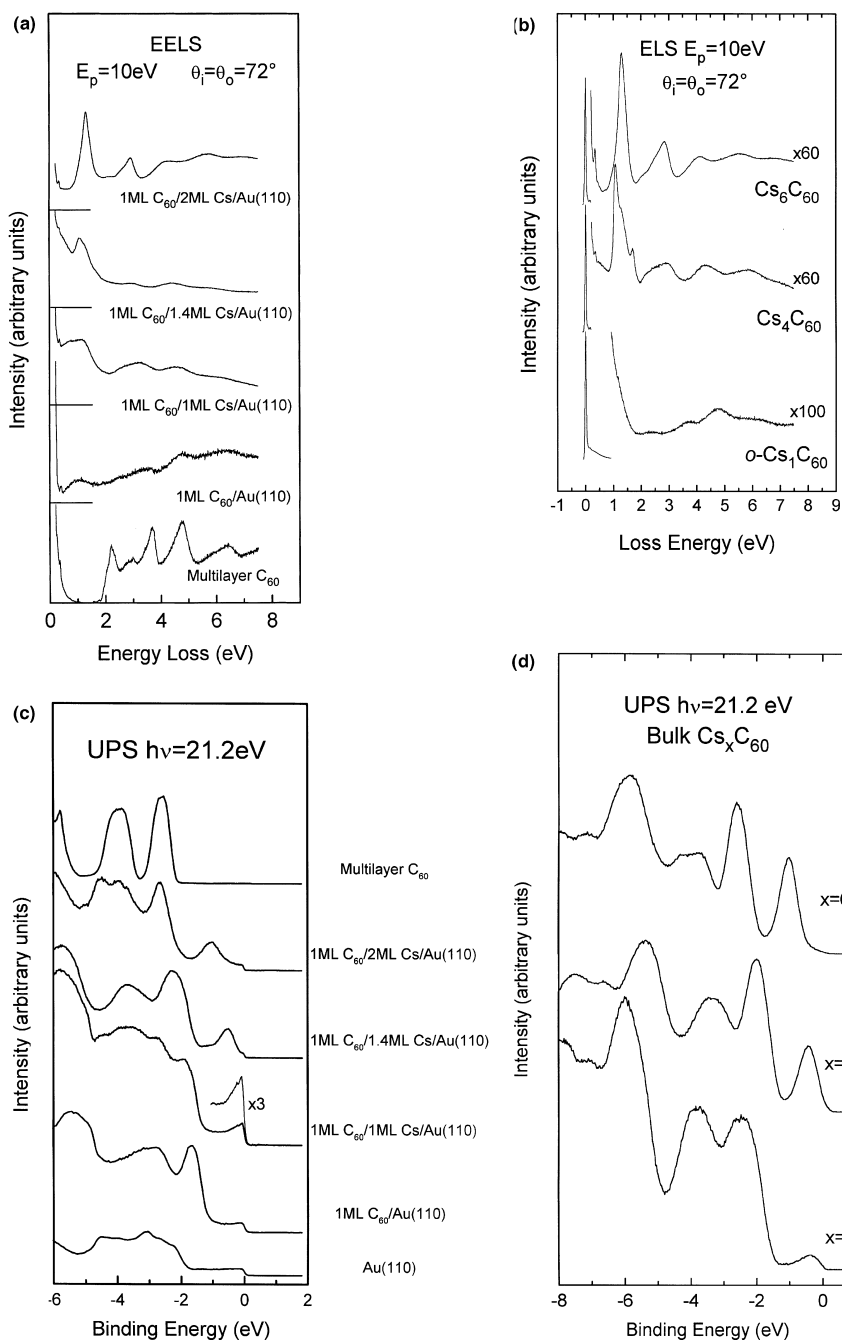 (a)
EELS
Eₚ=10eV θᵢ=θₒ=72°
1ML C₆₀/2ML Cs/Au(110)
1ML C₆₀/1.4ML Cs/Au(110)
1ML C₆₀/1ML Cs/Au(110)
1ML C₆₀/Au(110)
Multilayer C₆₀
Intensity (arbitrary units)
0 2 4 6 8
Energy Loss (eV)
(b)
ELS Eₚ=10eV
θᵢ=θₒ=72°
x60
Cs₆C₆₀
x60
Cs₄C₆₀
x100
o-Cs₁C₆₀
Intensity (arbitrary units)
-1 0 1 2 3 4 5 6 7 8 9
Loss Energy (eV)
(c)
UPS hν=21.2eV
Multilayer C₆₀
1ML C₆₀/2ML Cs/Au(110)
1ML C₆₀/1.4ML Cs/Au(110)
x3
1ML C₆₀/1ML Cs/Au(110)
1ML C₆₀/Au(110)
Au(110)
Intensity (arbitrary units)
-6 -4 -2 0 2
Binding Energy (eV)
(d)
UPS hν=21.2 eV
Bulk CsₓC₆₀
x=
x=
x=
Intensity (arbitrary units)
-8 -6 -4 -2 0
Binding Energy (eV)